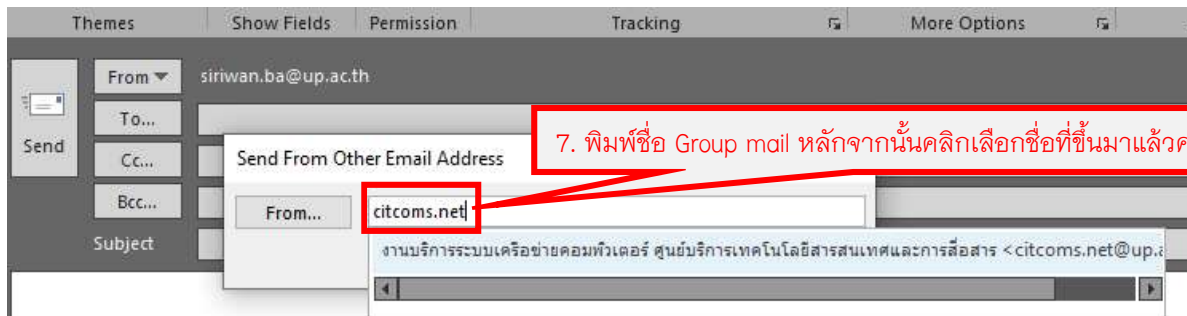 Themes Show Fields Permission Tracking More Options
From siriwan.ba@up.ac.th
To...
Send
Cc...
Bcc...
Subject
7. พิมพ์ชื่อ Group mail หลักจากนั้นคลิกเลือกชื่อที่ขึ้นมาแล้วค
Send From Other Email Address
From... citcoms.net
งานบริการระบบเครือข่ายคอมพิวเตอร์ ศูนย์บริการเทคโนโลยีสารสนเทศและการสื่อสาร <citcoms.net@up.a